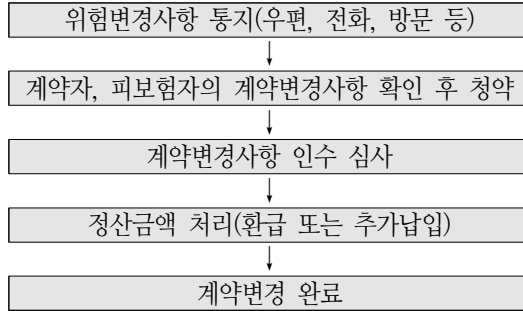 위험변경사항 통지(우편, 전화, 방문 등)
계약자, 피보험자의 계약변경사항 확인 후 청약
계약변경사항 인수 심사
정산금액 처리(환급 또는 추가납입)
계약변경 완료